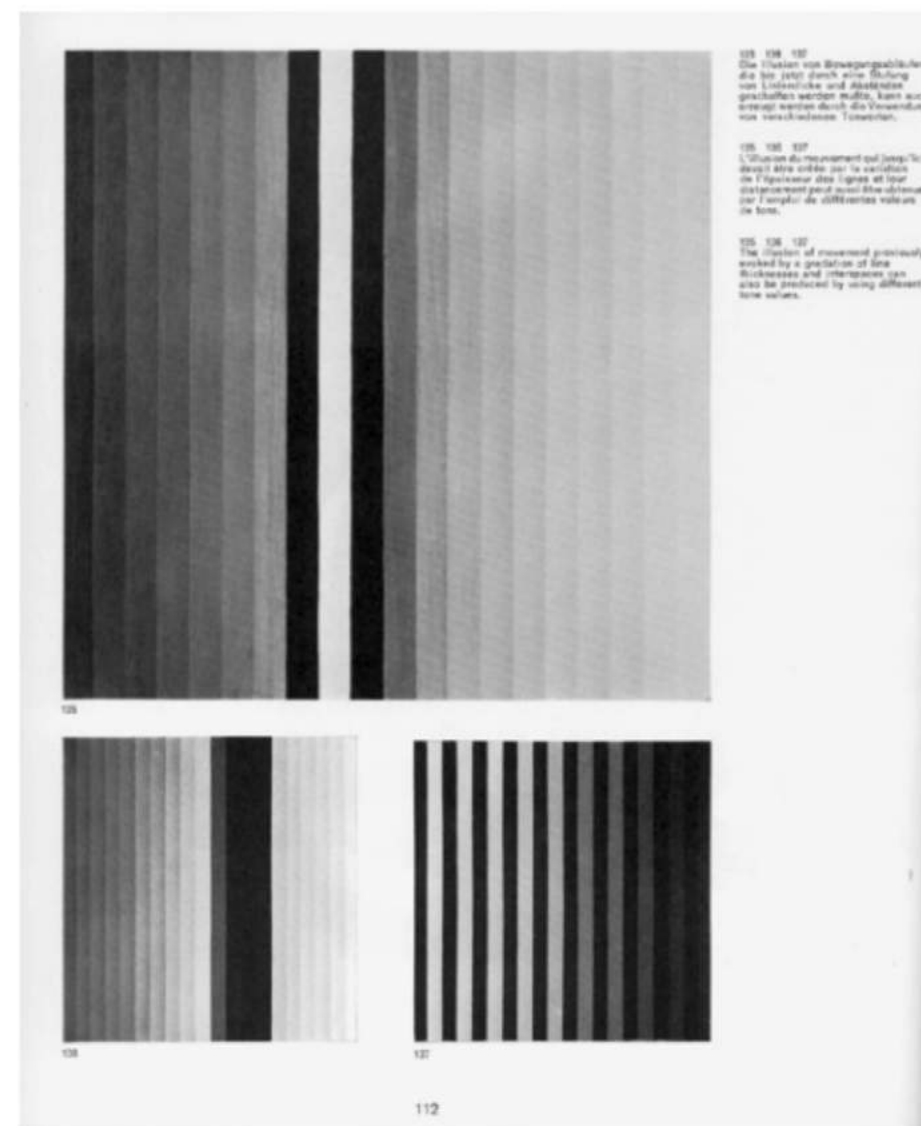 135 136 137
Die Illusion von Bewegungsabläufen
die bis jetzt durch eine Stufung
von Liniendicke und Abständen
geschaffen werden mußte, kann
erzeugt werden durch die
von verschiedenen Tonwerten.
135 136 137
L'illusion du mouvement qui
devait être créée par la variation
de l'épaisseur des lignes et leur
distancement peut aussi être
par l'emploi de différentes valeurs
de tons.
135 136 137
The illusion of movement previously
evoked by a gradation of line
thicknesses and interspaces can
also be produced by using different
tone values.
135
136
137
112